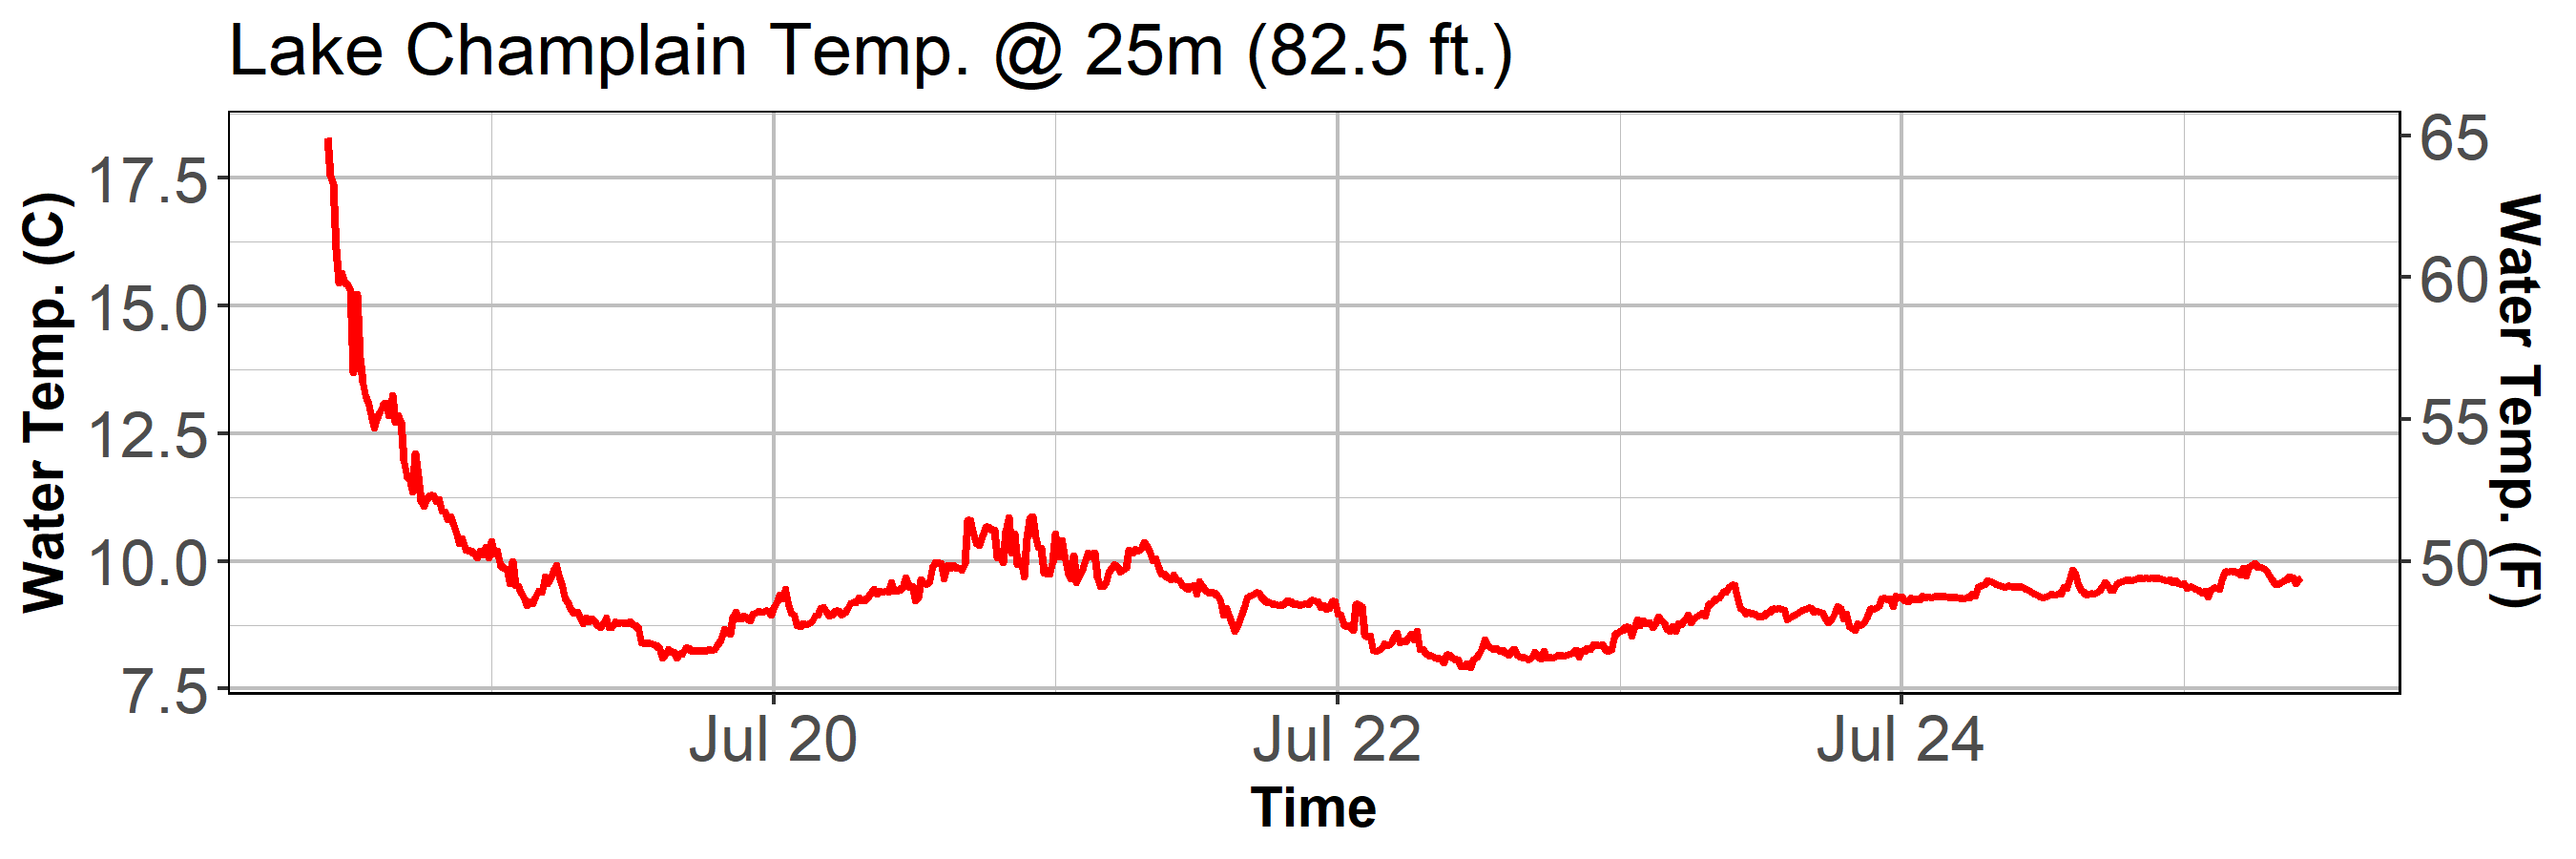 Lake Champlain Temp. @ 25m (82.5 ft.)
Water Temp. (C)
17.5
15.0
12.5
10.0
7.5
65
60
55
50
Water Temp. (F)
Jul 20
Jul 22
Jul 24
Time